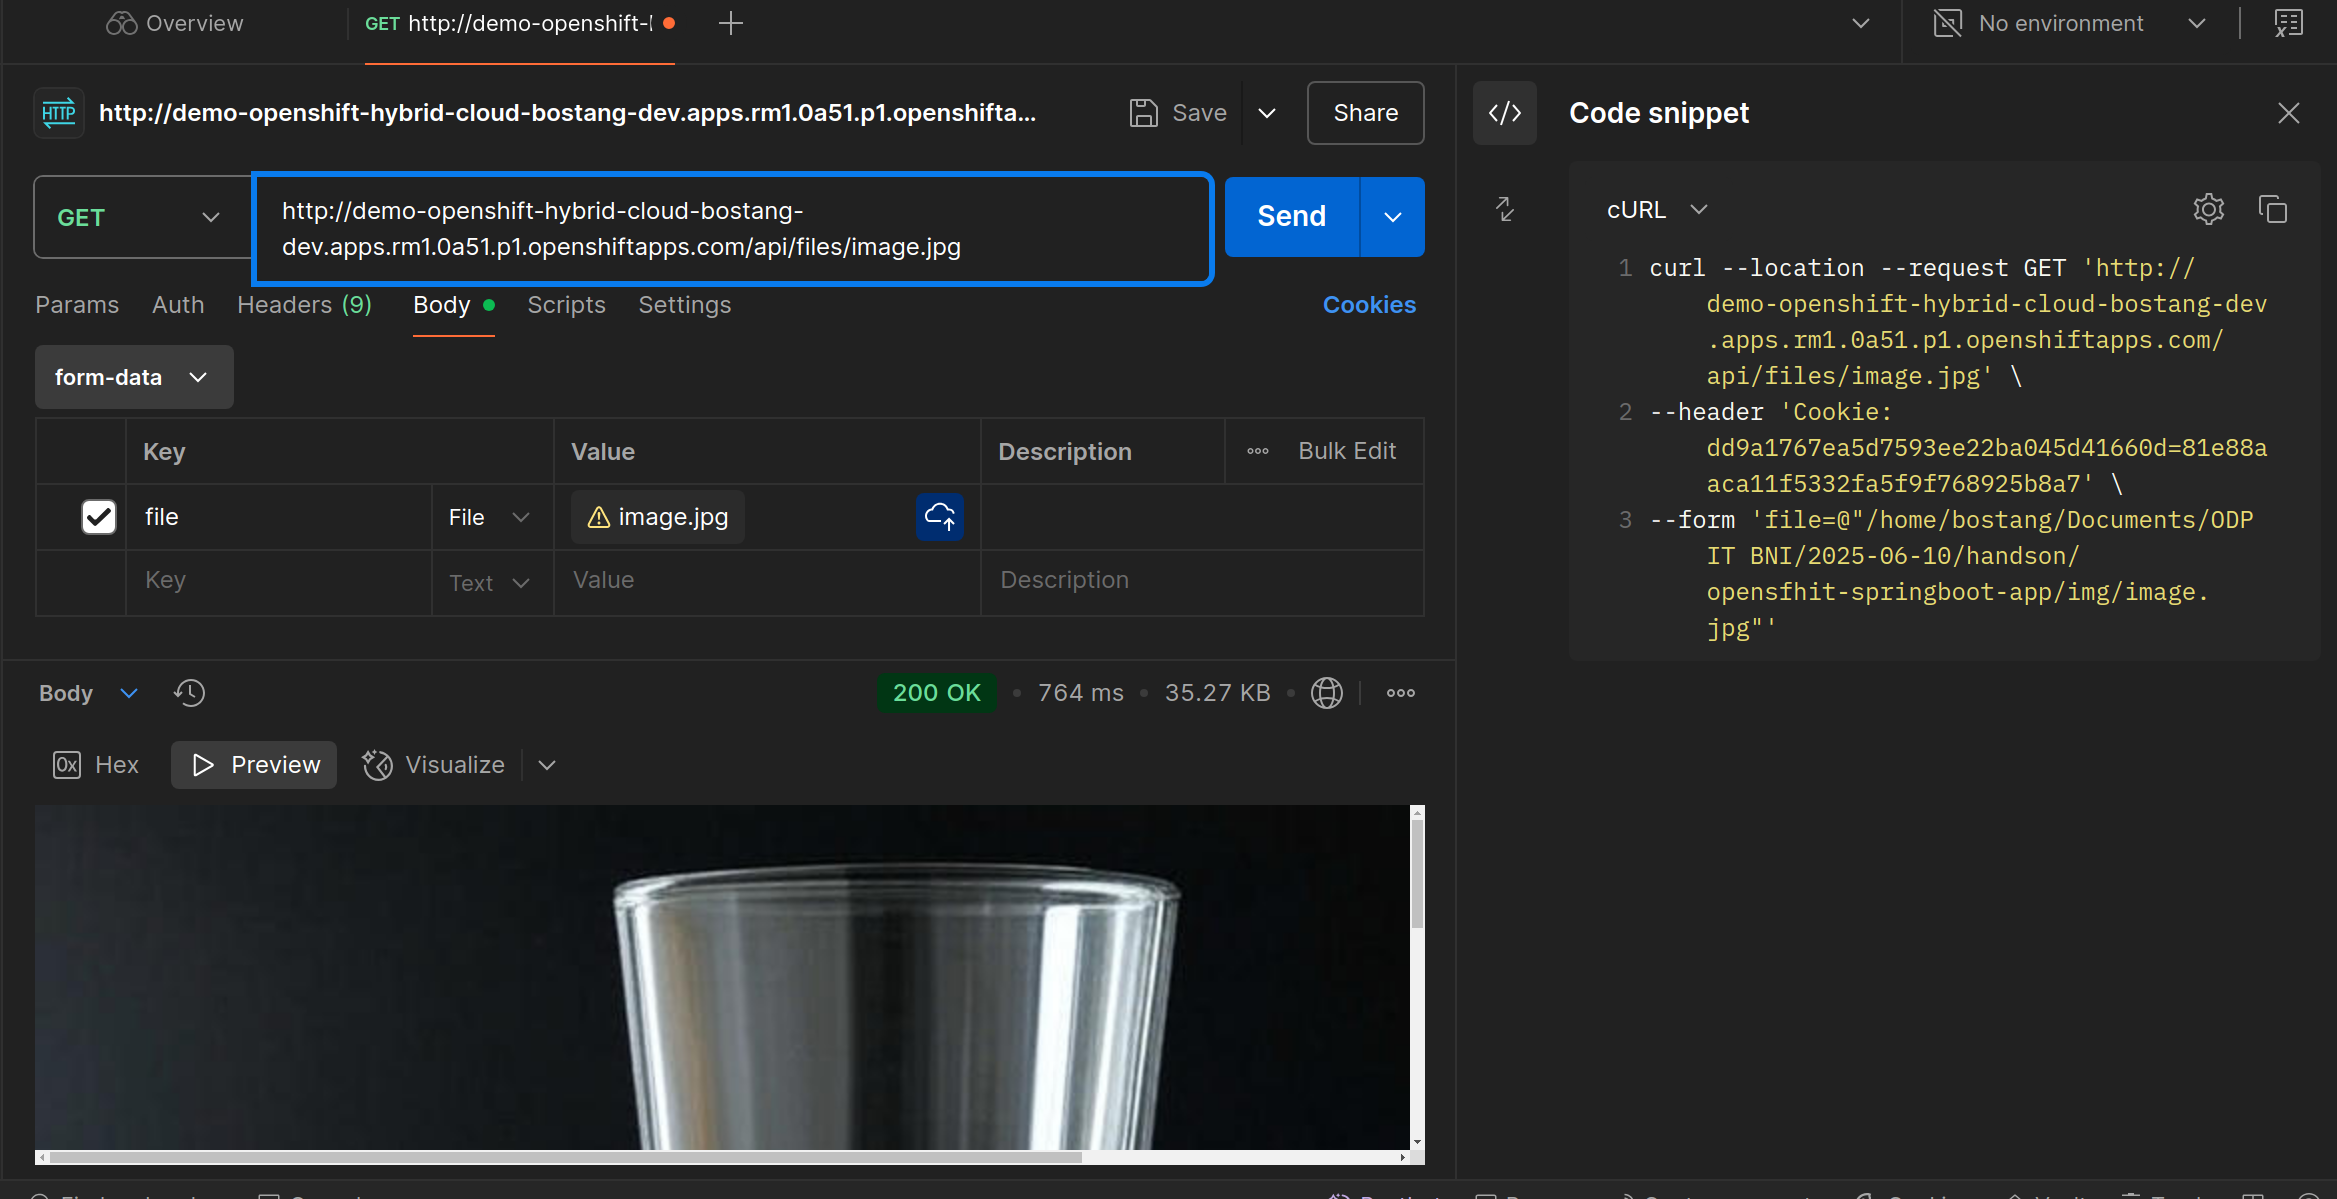 Overview
GET http://demo-openshift-l
No environment
HTTP
http://demo-openshift-hybrid-cloud-bostang-dev.apps.rm1.0a51.p1.openshifta...
Save
Share
GET
http://demo-openshift-hybrid-cloud-bostang-
dev.apps.rm1.0a51.p1.openshiftapps.com/api/files/image.jpg
Send
Params Auth Headers (9) Body Scripts Settings
Cookies
form-data
Key Value Description Bulk Edit
file File image.jpg
Key Text Value Description
Body
200 OK 764 ms 35.27 KB
0x Hex Preview Visualize
Code snippet
cURL
1 curl --location --request GET 'http://
demo-openshift-hybrid-cloud-bostang-dev
.apps.rm1.0a51.p1.openshiftapps.com/
api/files/image.jpg' \
2 --header 'Cookie:
dd9a1767ea5d7593ee22ba045d41660d=81e88a
aca11f5332fa5f9f768925b8a7' \
3 --form 'file=@"/home/bostang/Documents/ODP
IT BNI/2025-06-10/handson/
opensfhit-springboot-app/img/image.
jpg"'